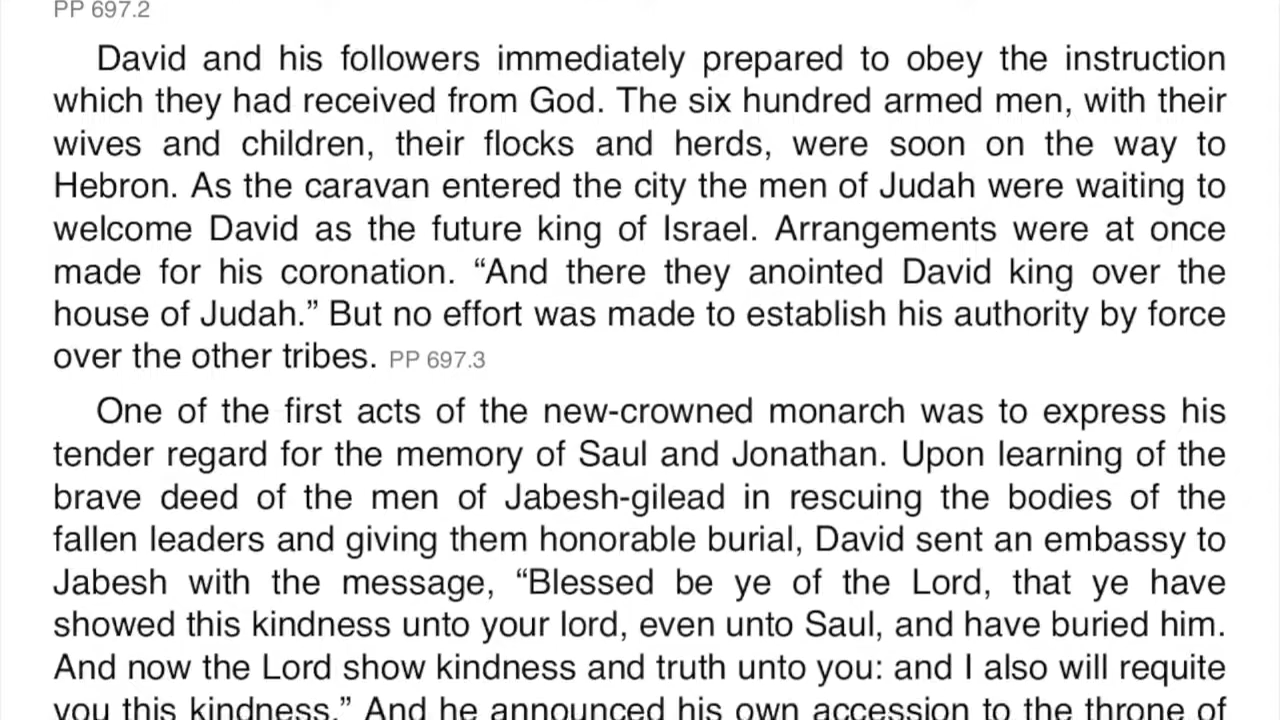 PP 697.2
David and his followers immediately prepared to obey the instruction
which they had received from God. The six hundred armed men, with their
wives and children, their flocks and herds, were soon on the way to
Hebron. As the caravan entered the city the men of Judah were waiting to
welcome David as the future king of Israel. Arrangements were at once
made for his coronation. “And there they anointed David king over the
house of Judah.” But no effort was made to establish his authority by force
over the other tribes. PP 697.3
One of the first acts of the new-crowned monarch was to express his
tender regard for the memory of Saul and Jonathan. Upon learning of the
brave deed of the men of Jabesh-gilead in rescuing the bodies of the
fallen leaders and giving them honorable burial, David sent an embassy to
Jabesh with the message, “Blessed be ye of the Lord, that ye have
showed this kindness unto your lord, even unto Saul, and have buried him.
And now the Lord show kindness and truth unto you: and I also will requite
you this kindness.” And he announced his own accession to the throne of